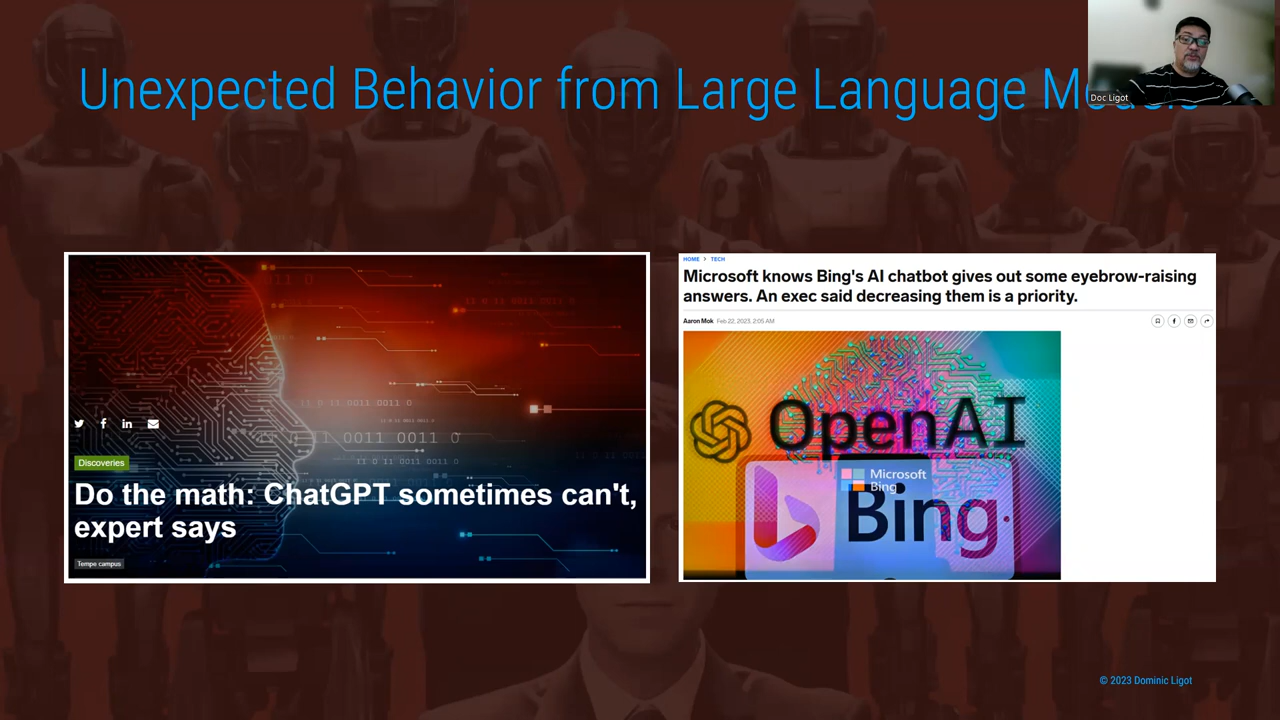 Unexpected Behavior from Large Language
Doc Ligot
Discoveries
Do the math: ChatGPT sometimes can't,
expert says
Tempe campus
HOME > TECH
Microsoft knows Bing's AI chatbot gives out some eyebrow-raising
answers. An exec said decreasing them is a priority.
Aaron Mok Feb 22, 2023, 2:05 AM
OpenAI
Microsoft
Bing
Bing
© 2023 Dominic Ligot